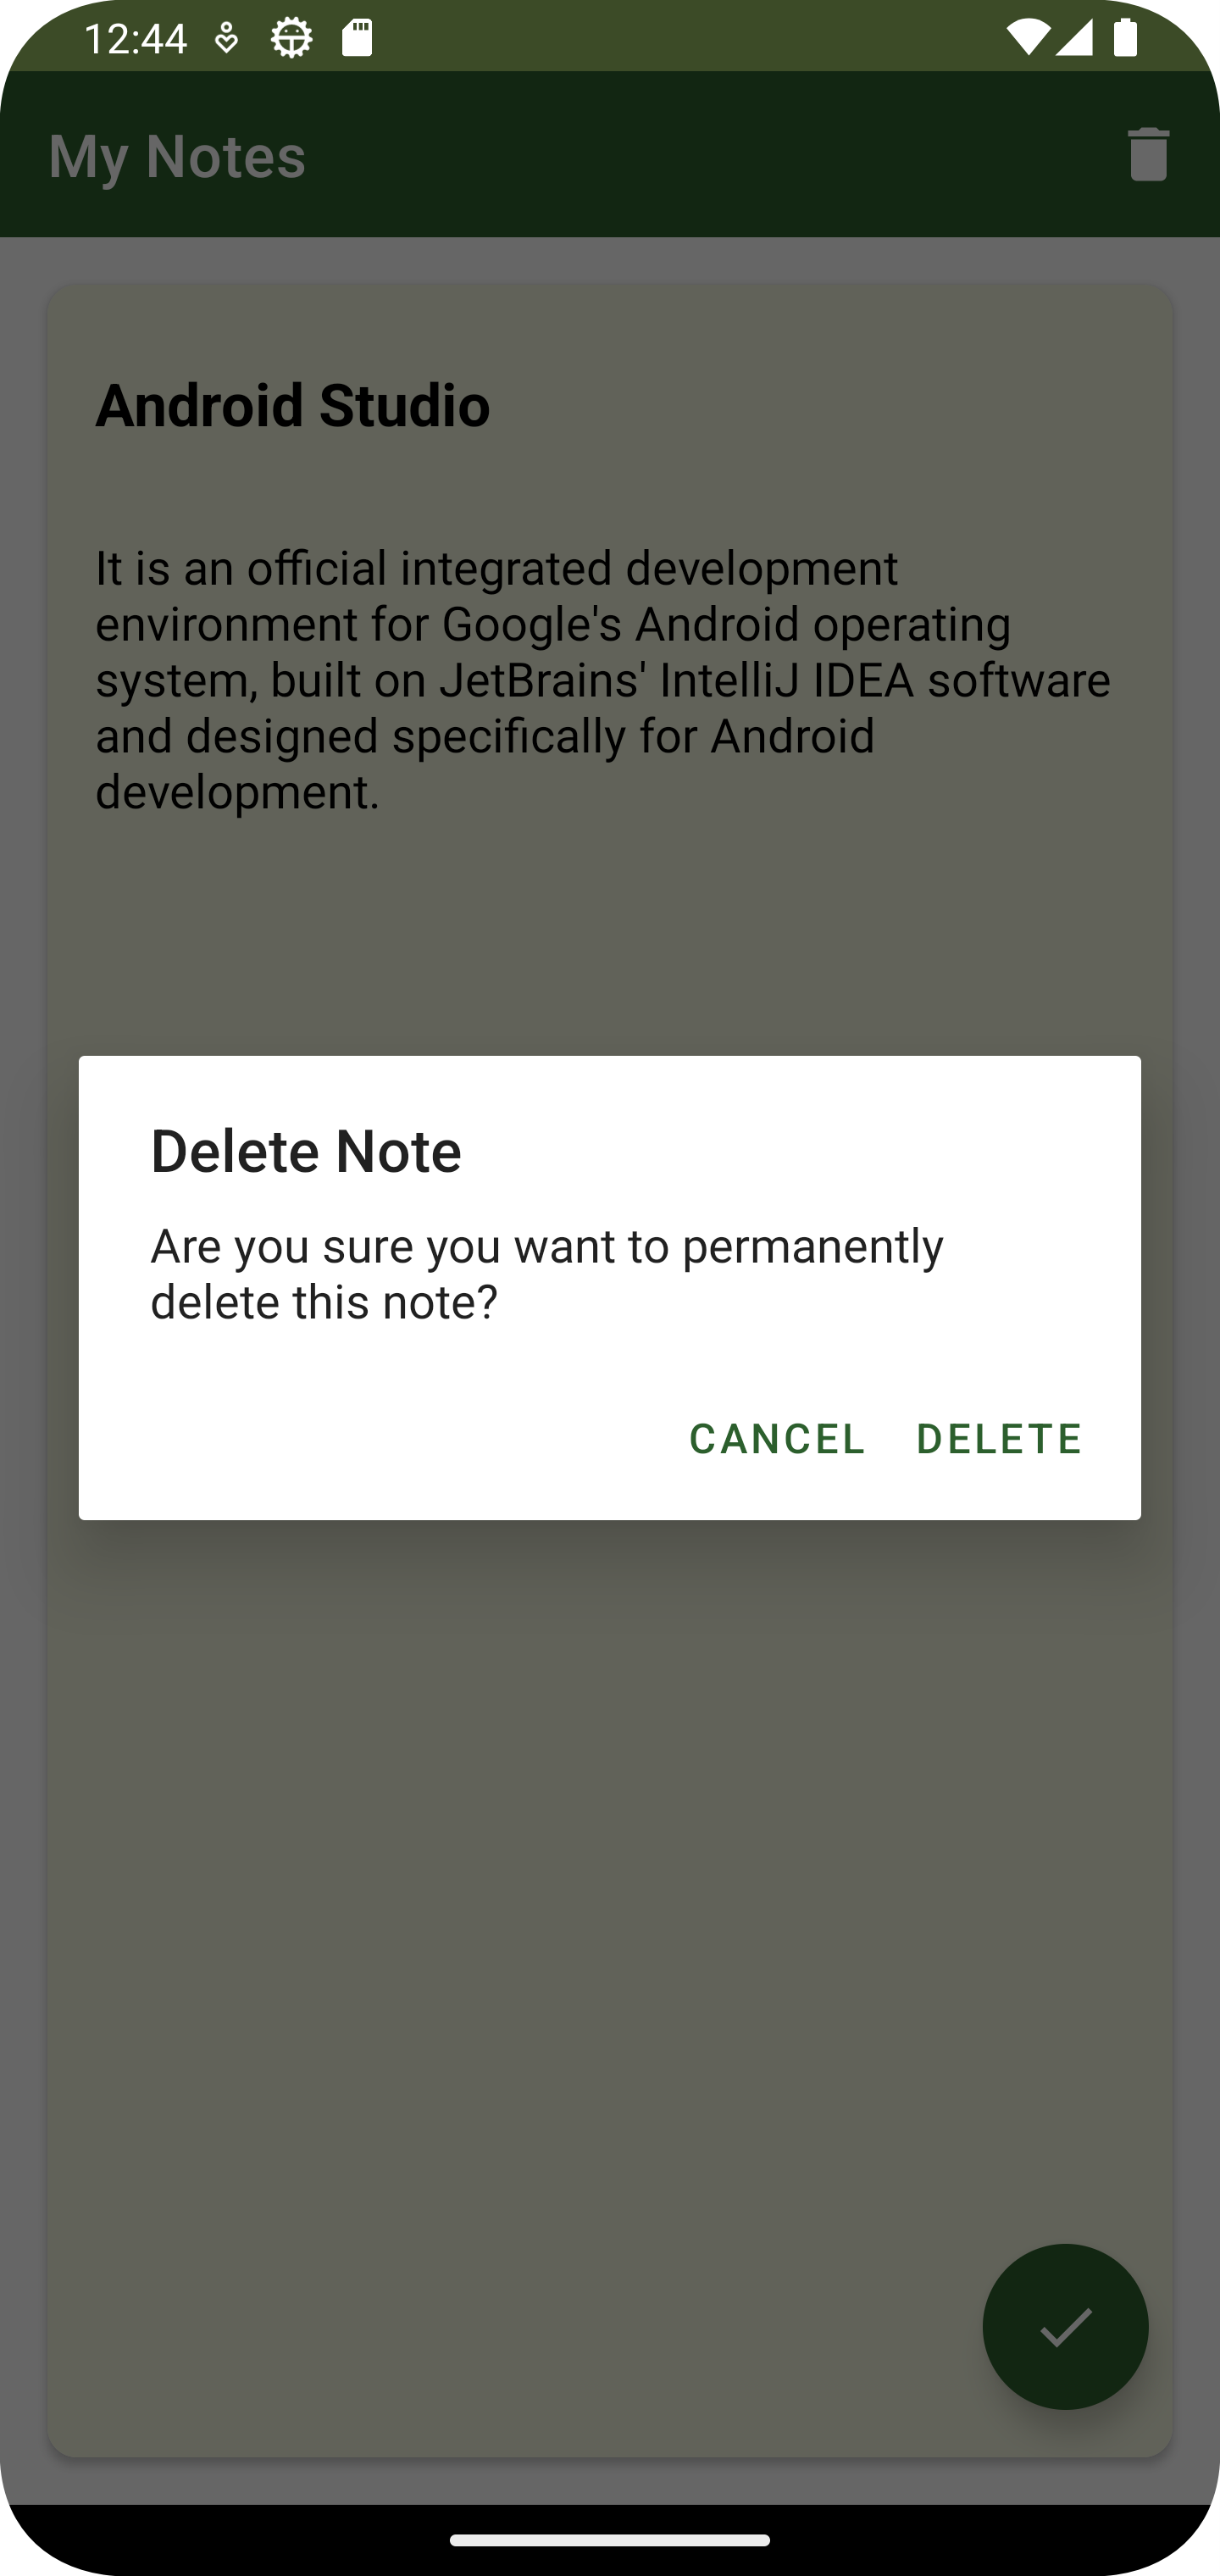 12:44
My Notes
Android Studio
It is an official integrated development
environment for Google's Android operating
system, built on JetBrains' IntelliJ IDEA software
and designed specifically for Android
development.
Delete Note
Are you sure you want to permanently
delete this note?
CANCEL DELETE